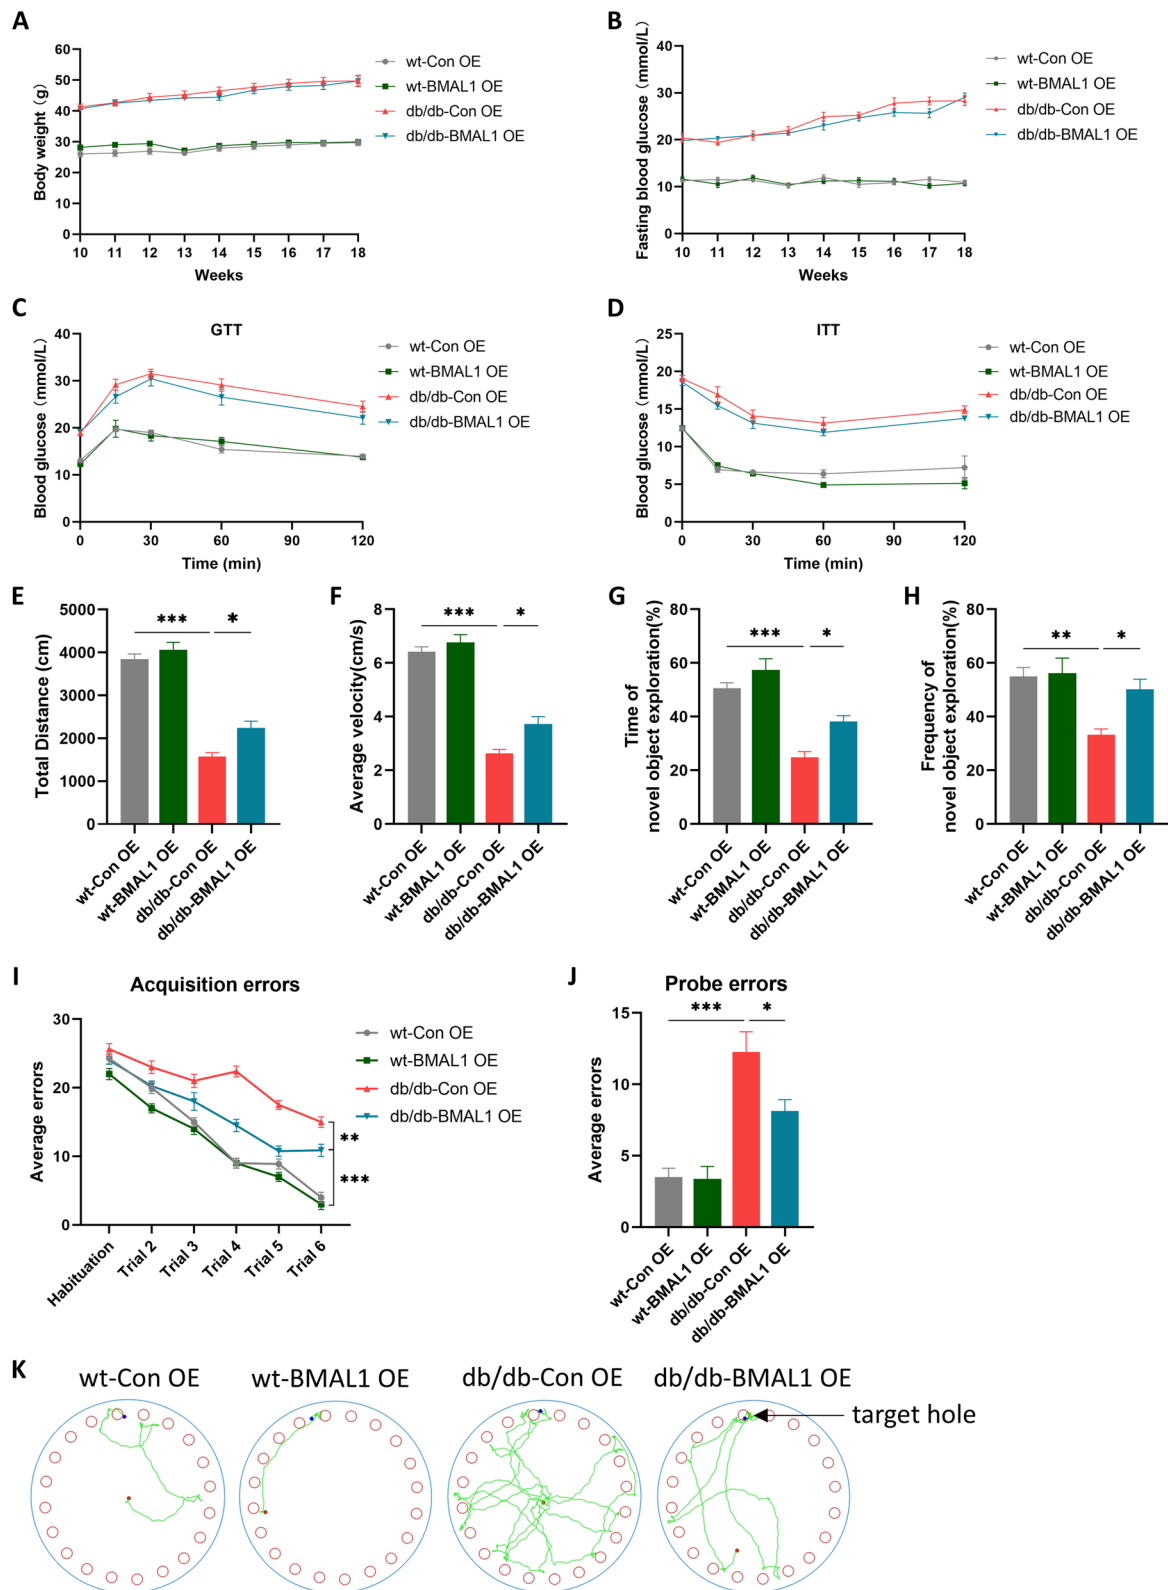 A
60
50
40
30
20
10
0
Body weight（g）
10 11 12 13 14 15 16 17 18
Weeks
wt-Con OE
wt-BMAL1 OE
db/db-Con OE
db/db-BMAL1 OE
B
40
30
20
10
0
Fasting blood glucose（mmol/L）
10 11 12 13 14 15 16 17 18
Weeks
wt-Con OE
wt-BMAL1 OE
db/db-Con OE
db/db-BMAL1 OE
C
GTT
40
30
20
10
0
Blood glucose（mmol/L）
0 30 60 90 120
Time (min)
wt-Con OE
wt-BMAL1 OE
db/db-Con OE
db/db-BMAL1 OE
D
ITT
25
20
15
10
5
0
Blood glucose（mmol/L）
0 30 60 90 120
Time (min)
wt-Con OE
wt-BMAL1 OE
db/db-Con OE
db/db-BMAL1 OE
E
*** *
5000
4000
3000
2000
1000
0
Total Distance (cm)
wt-Con OE
wt-BMAL1 OE
db/db-Con OE
db/db-BMAL1 OE
F
*** *
8
6
4
2
0
Average velocity(cm/s)
wt-Con OE
wt-BMAL1 OE
db/db-Con OE
db/db-BMAL1 OE
G
*** *
80
60
40
20
0
Time of
novel object exploration(%)
wt-Con OE
wt-BMAL1 OE
db/db-Con OE
db/db-BMAL1 OE
H
** *
80
60
40
20
0
Frequency of
novel object exploration(%)
wt-Con OE
wt-BMAL1 OE
db/db-Con OE
db/db-BMAL1 OE
I
Acquisition errors
30
20
10
0
Average errors
Habituation
Trial 2
Trial 3
Trial 4
Trial 5
Trial 6
wt-Con OE
wt-BMAL1 OE
db/db-Con OE
db/db-BMAL1 OE
**
***
J
Probe errors
*** *
15
10
5
0
Average errors
wt-Con OE
wt-BMAL1 OE
db/db-Con OE
db/db-BMAL1 OE
K
wt-Con OE
wt-BMAL1 OE
db/db-Con OE
db/db-BMAL1 OE
target hole